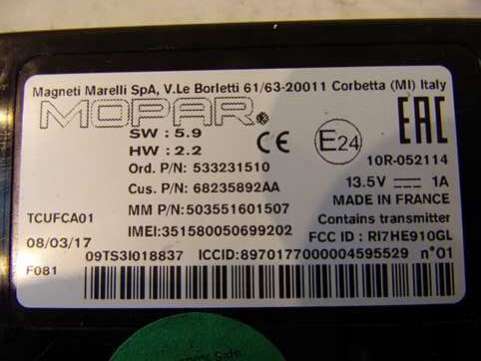 Magneti Marelli SpA, V.Le Borletti 61/63-20011 Corbetta (MI) Italy
MOPAR®
SW : 5.9
HW : 2.2
CE
E24
EAC
10R-052114
Ord. P/N: 533231510
Cus. P/N: 68235892AA
13.5V 1A
MADE IN FRANCE
TCUFCA01
MM P/N:503551601507
Contains transmitter
08/03/17
IMEI:351580050699202
FCC ID : RI7HE910GL
F081
09TS3I018837 ICCID:8970177000004595529 n°01